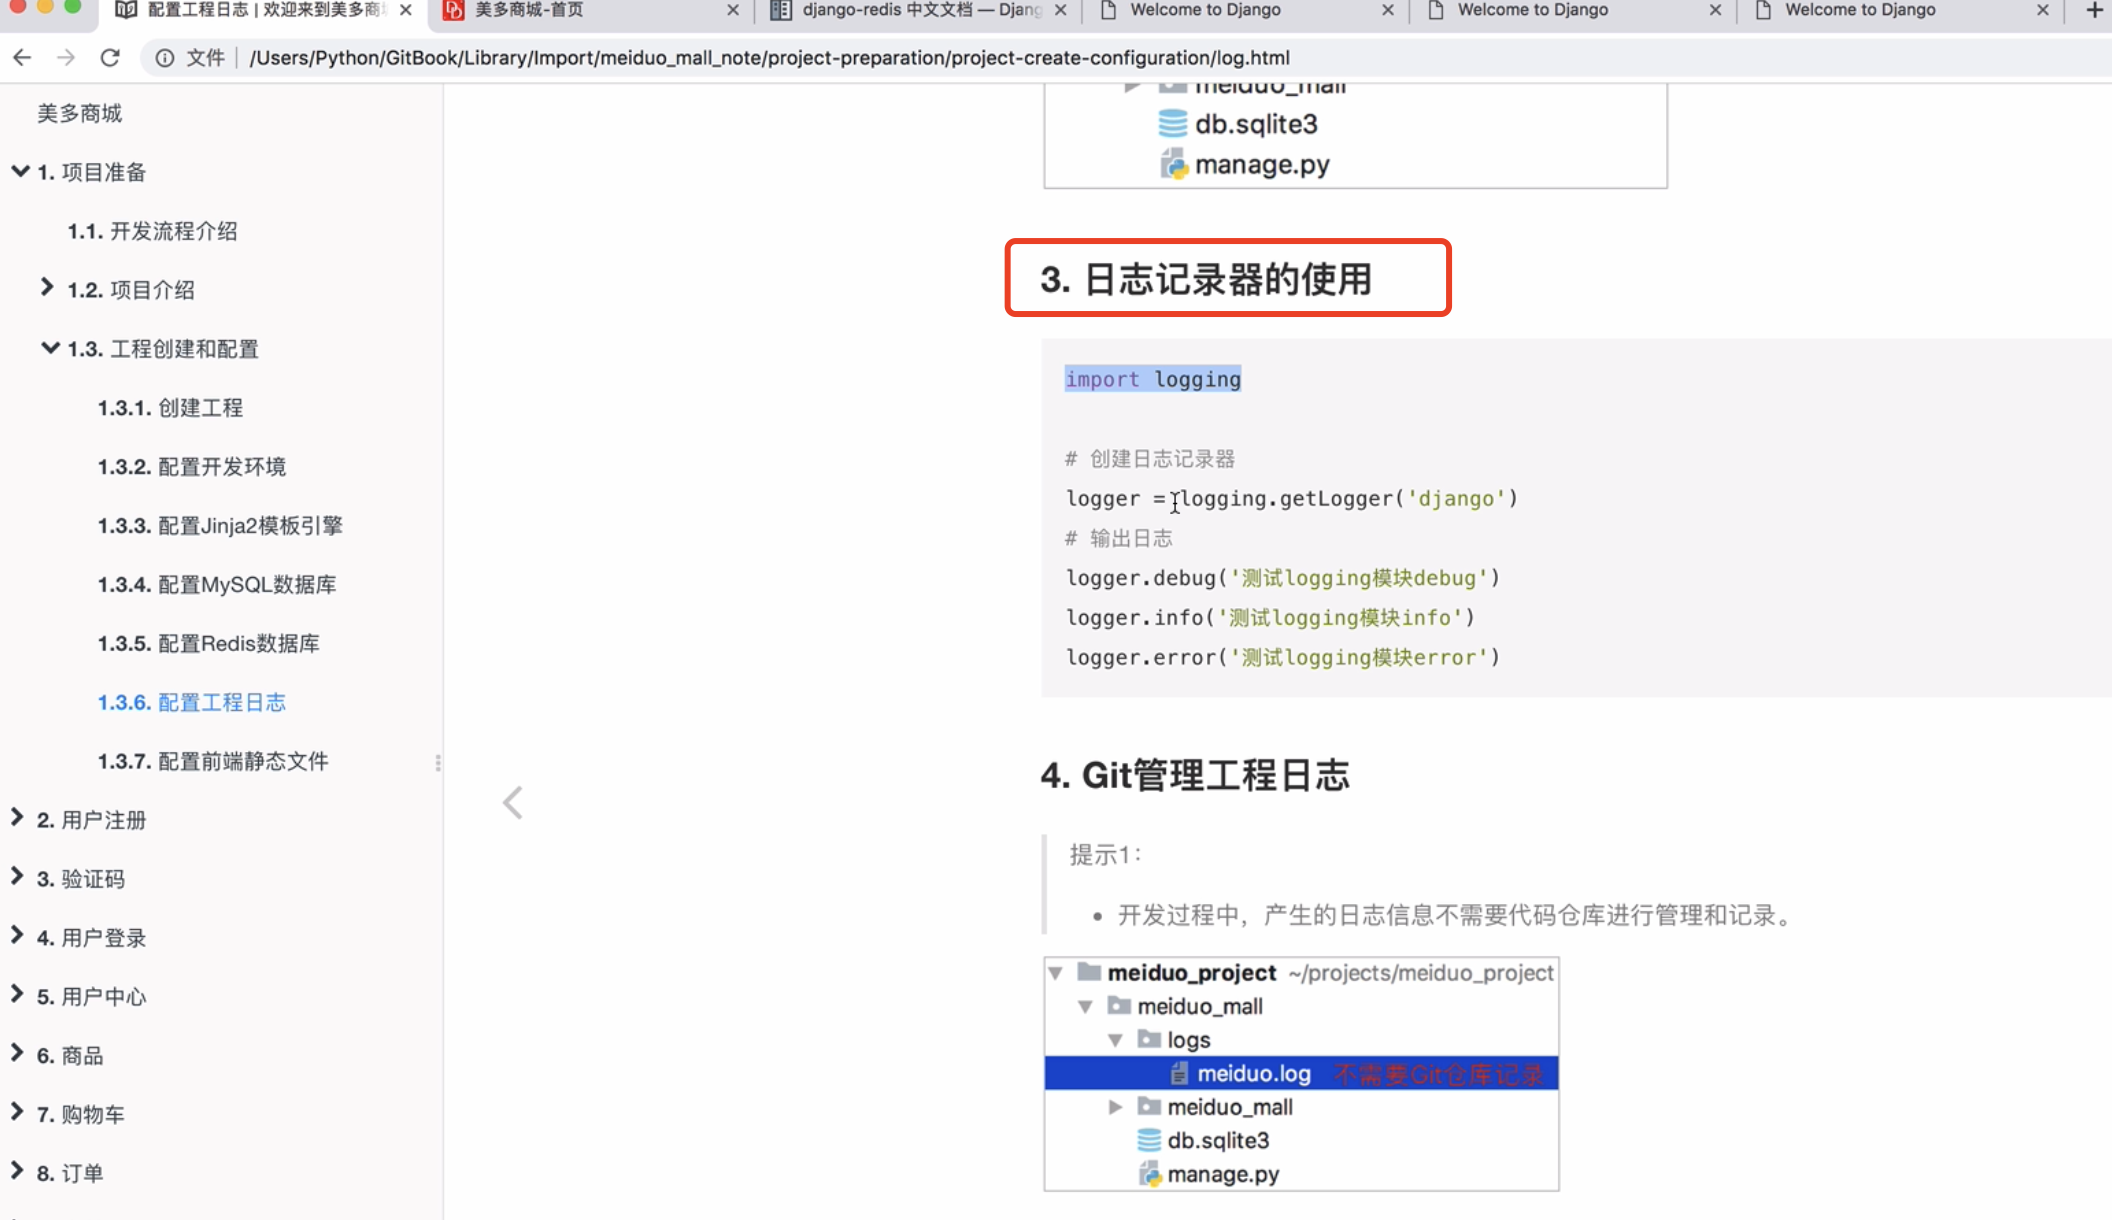 配置工程日志 | 欢迎来到美多商
美多商城-首页
django-redis 中文文档 — Djang
Welcome to Django
Welcome to Django
Welcome to Django
文件
/Users/Python/GitBook/Library/Import/meiduo_mall_note/project-preparation/project-create-configuration/log.html
美多商城
1. 项目准备
1.1. 开发流程介绍
1.2. 项目介绍
1.3. 工程创建和配置
1.3.1. 创建工程
1.3.2. 配置开发环境
1.3.3. 配置Jinja2模板引擎
1.3.4. 配置MySQL数据库
1.3.5. 配置Redis数据库
1.3.6. 配置工程日志
1.3.7. 配置前端静态文件
2. 用户注册
3. 验证码
4. 用户登录
5. 用户中心
6. 商品
7. 购物车
8. 订单
meiduo_mall
db.sqlite3
manage.py
3. 日志记录器的使用
import logging
# 创建日志记录器
logger = logging.getLogger('django')
# 输出日志
logger.debug('测试logging模块debug')
logger.info('测试logging模块info')
logger.error('测试logging模块error')
4. Git管理工程日志
提示1：
• 开发过程中，产生的日志信息不需要代码仓库进行管理和记录。
meiduo_project ~/projects/meiduo_project
meiduo_mall
logs
meiduo.log 不需要Git仓库记录
meiduo_mall
db.sqlite3
manage.py